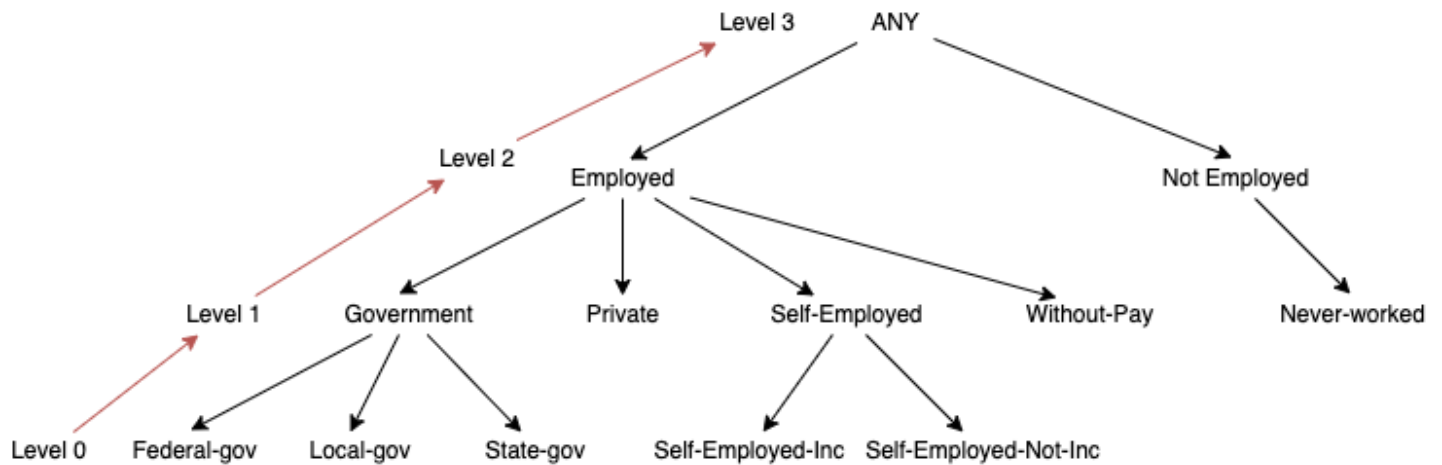 Level 3 ANY
Level 2 Employed Not Employed
Level 1 Government Private Self-Employed Without-Pay Never-worked
Level 0 Federal-gov Local-gov State-gov Self-Employed-Inc Self-Employed-Not-Inc